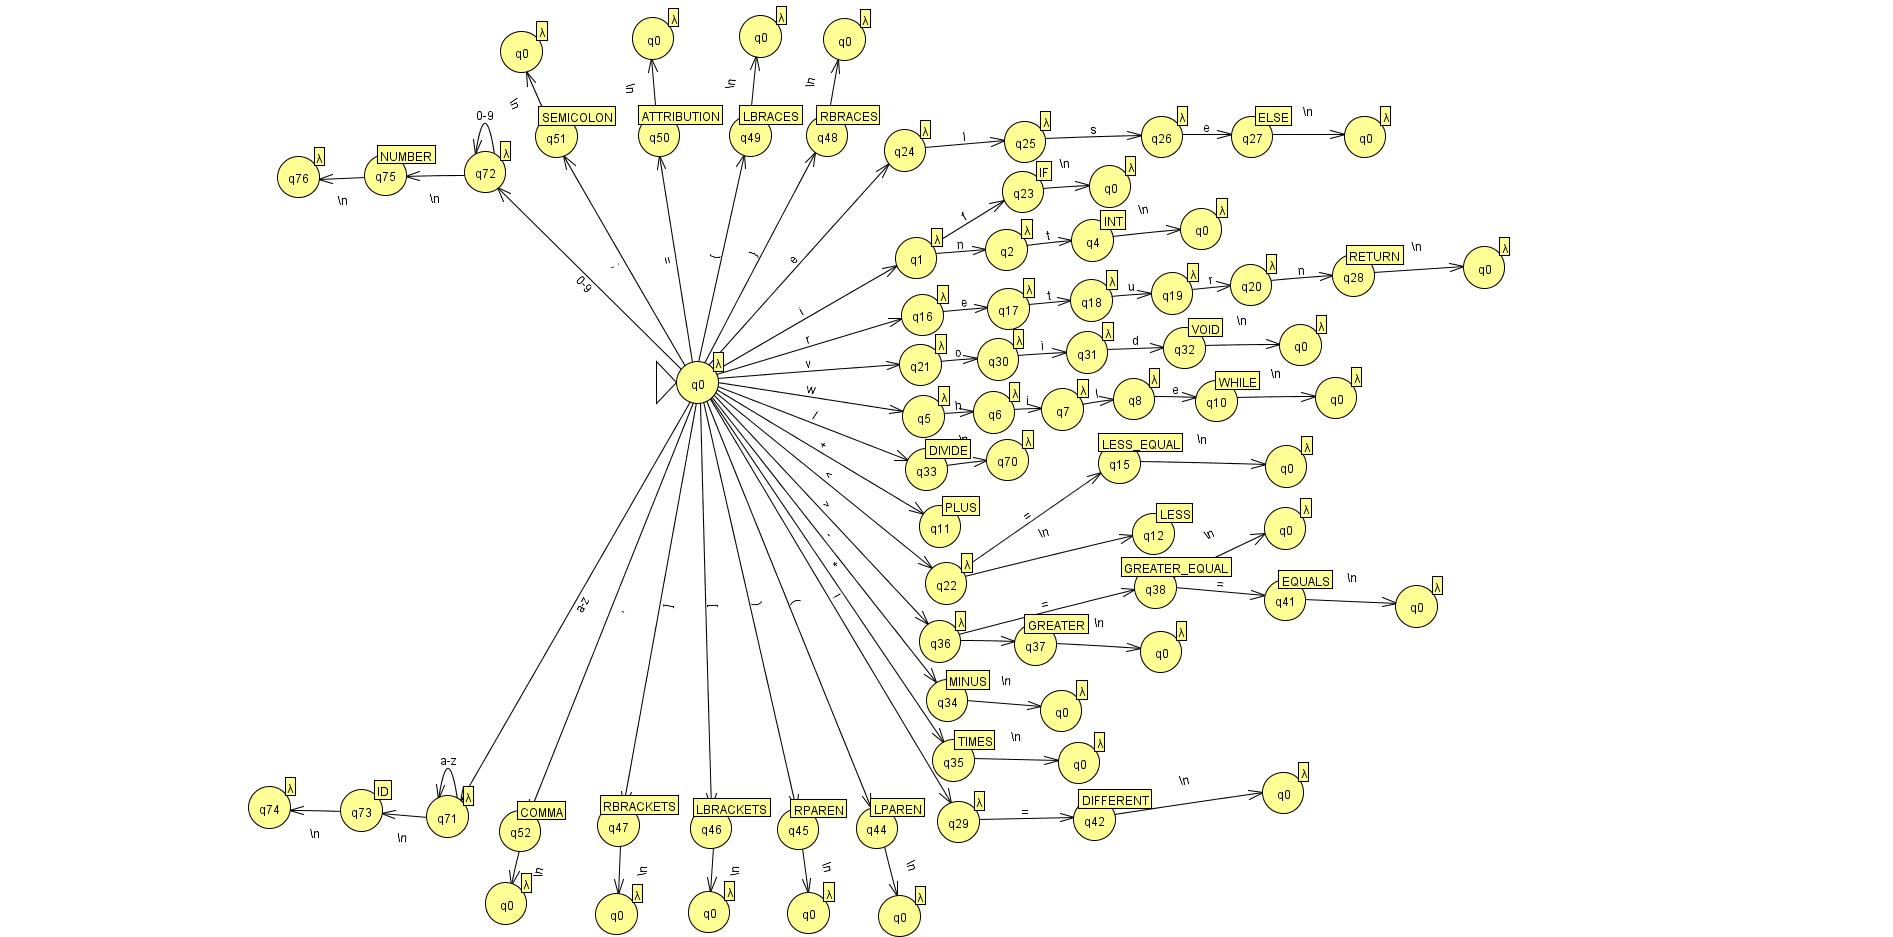 λ
q0
λ
q0
λ
q0
λ
q0
\n
\n
\n
\n
0-9
SEMICOLON
q51
ATTRIBUTION
q50
LBRACES
q49
RBRACES
q48
λ
q24
l
λ
q25
s
λ
q26
e
ELSE
q27
\n
λ
q0
λ
q76
\n
NUMBER
q75
\n
λ
q72
IF
q23
\n
λ
q0
f
λ
q1
n
λ
q2
t
INT
q4
\n
λ
q0
;
=
{
}
e
0-9
i
r
λ
q16
e
λ
q17
t
λ
q18
u
λ
q19
r
λ
q20
n
RETURN
q28
\n
λ
q0
v
λ
q21
o
λ
q30
i
λ
q31
d
VOID
q32
\n
λ
q0
λ
q0
w
λ
q5
h
λ
q6
i
λ
q7
l
λ
q8
e
WHILE
q10
\n
λ
q0
/
DIVIDE
q33
\n
λ
q70
+
PLUS
q11
LESS_EQUAL
q15
\n
λ
q0
<
λ
q22
=
\n
LESS
q12
>
λ
q36
=
GREATER_EQUAL
q38
\n
λ
q0
=
EQUALS
q41
\n
λ
q0
GREATER
q37
\n
λ
q0
-
MINUS
q34
\n
λ
q0
*
TIMES
q35
\n
λ
q0
!
λ
q29
=
DIFFERENT
q42
\n
λ
q0
a-z
,
]
[
)
(
a-z
λ
q74
\n
ID
q73
\n
λ
q71
COMMA
q52
RBRACKETS
q47
LBRACKETS
q46
RPAREN
q45
LPAREN
q44
\n
\n
\n
\n
\n
λ
q0
λ
q0
λ
q0
λ
q0
λ
q0